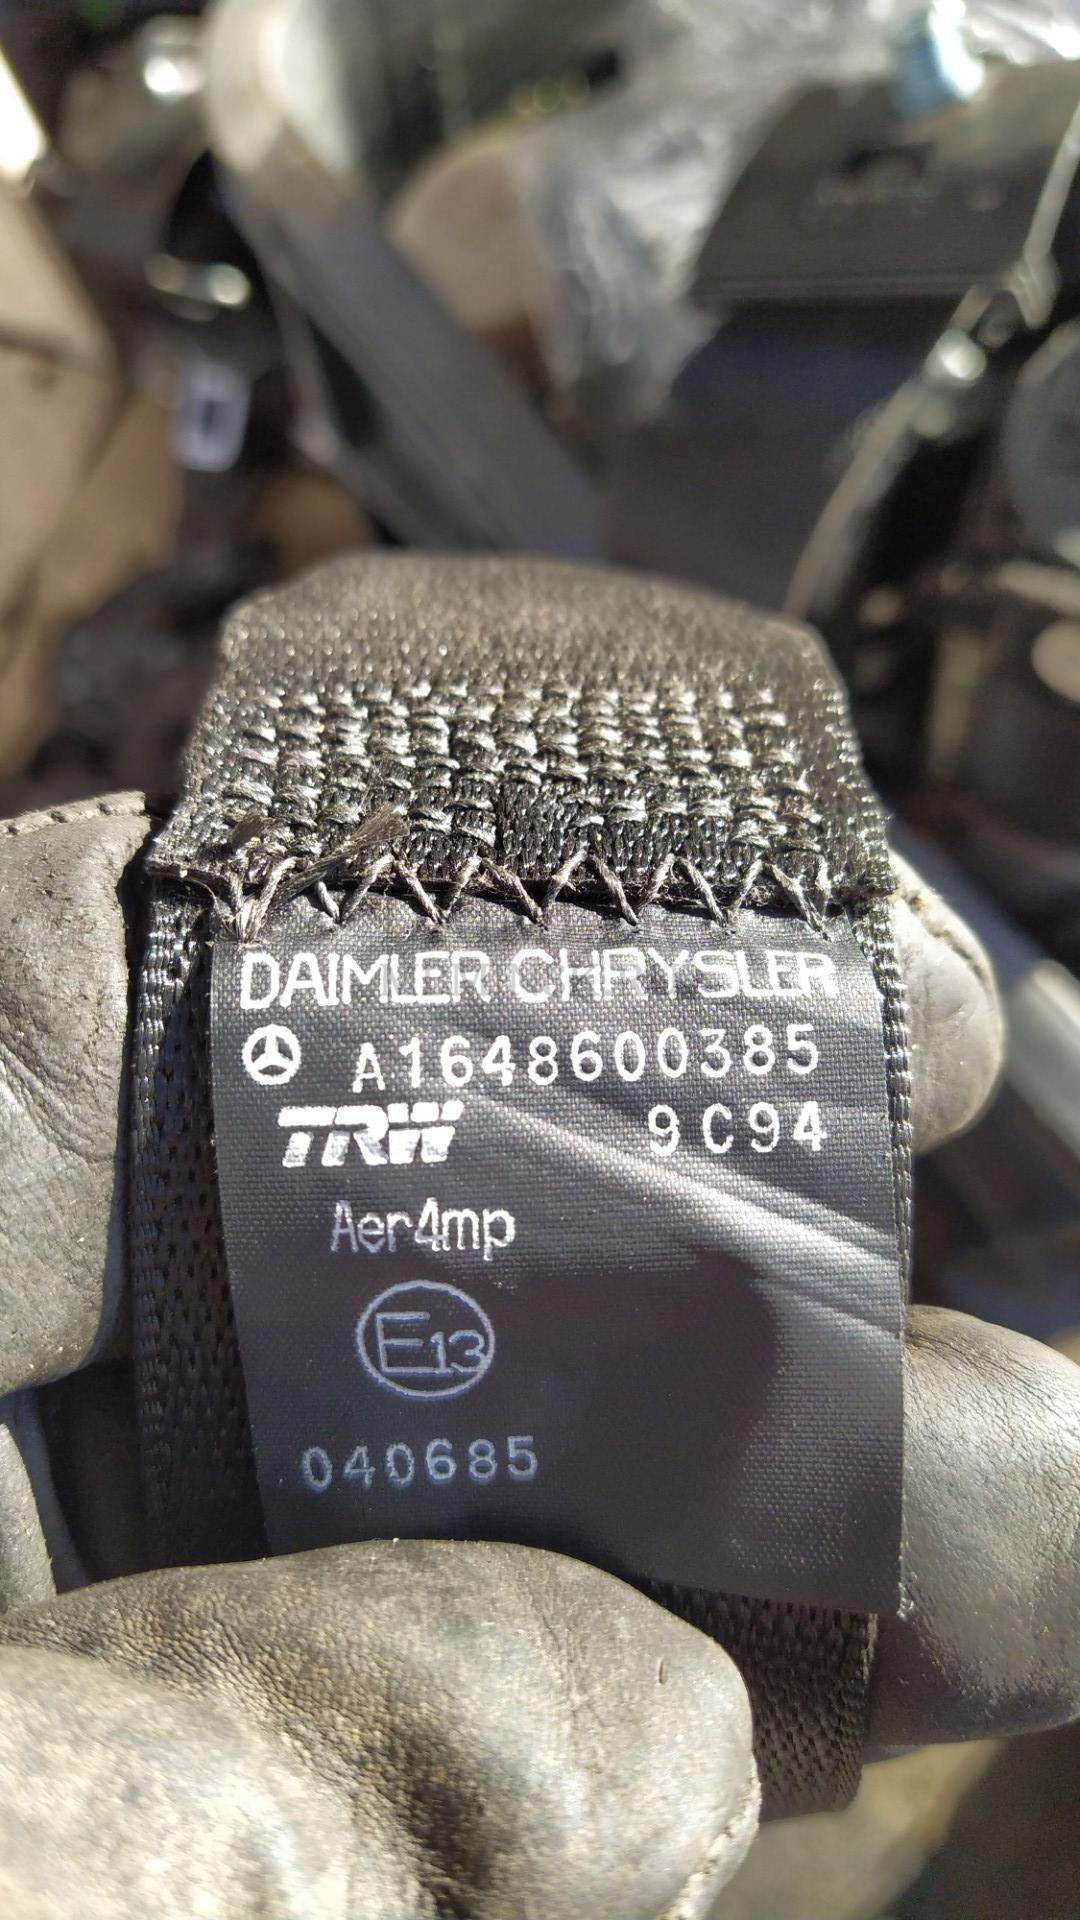 DAIMLER CHRYSLER
A1648600385
TRW 9C94
Aer4mp
E13
040685